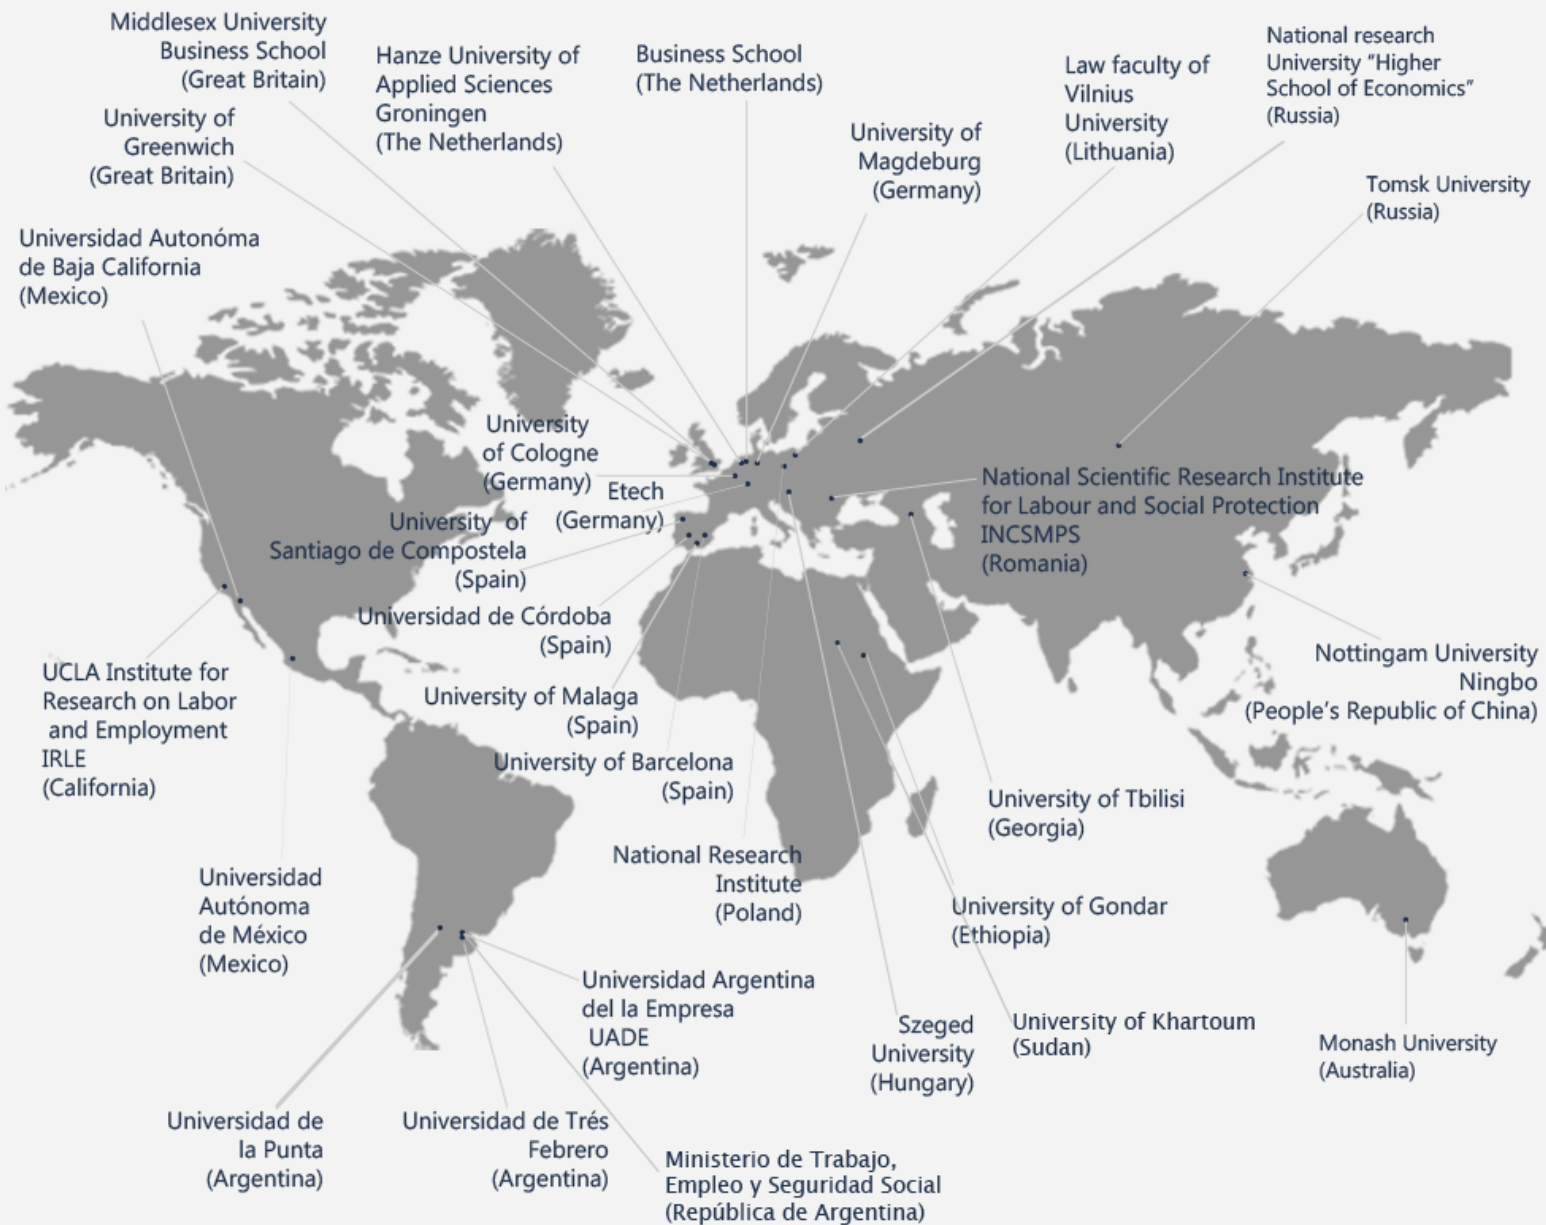 Middlesex University
Business School
(Great Britain)
Hanze University of
Applied Sciences
Groningen
(The Netherlands)
Business School
(The Netherlands)
Law faculty of
Vilnius
University
(Lithuania)
National research
University "Higher
School of Economics"
(Russia)
University of
Greenwich
(Great Britain)
University of
Magdeburg
(Germany)
Tomsk University
(Russia)
Universidad Autonóma
de Baja California
(Mexico)
University
of Cologne
(Germany)
Etech
(Germany)
National Scientific Research Institute
for Labour and Social Protection
INCSMPS
(Romania)
University of
Santiago de Compostela
(Spain)
Universidad de Córdoba
(Spain)
UCLA Institute for
Research on Labor
and Employment
IRLE
(California)
University of Malaga
(Spain)
Nottingam University
Ningbo
(People's Republic of China)
University of Barcelona
(Spain)
University of Tbilisi
(Georgia)
National Research
Institute
(Poland)
Universidad
Autónoma
de México
(Mexico)
University of Gondar
(Ethiopia)
Universidad Argentina
del la Empresa
UADE
(Argentina)
Szeged
University
(Hungary)
University of Khartoum
(Sudan)
Monash University
(Australia)
Universidad de
la Punta
(Argentina)
Universidad de Trés
Febrero
(Argentina)
Ministerio de Trabajo,
Empleo y Seguridad Social
(República de Argentina)